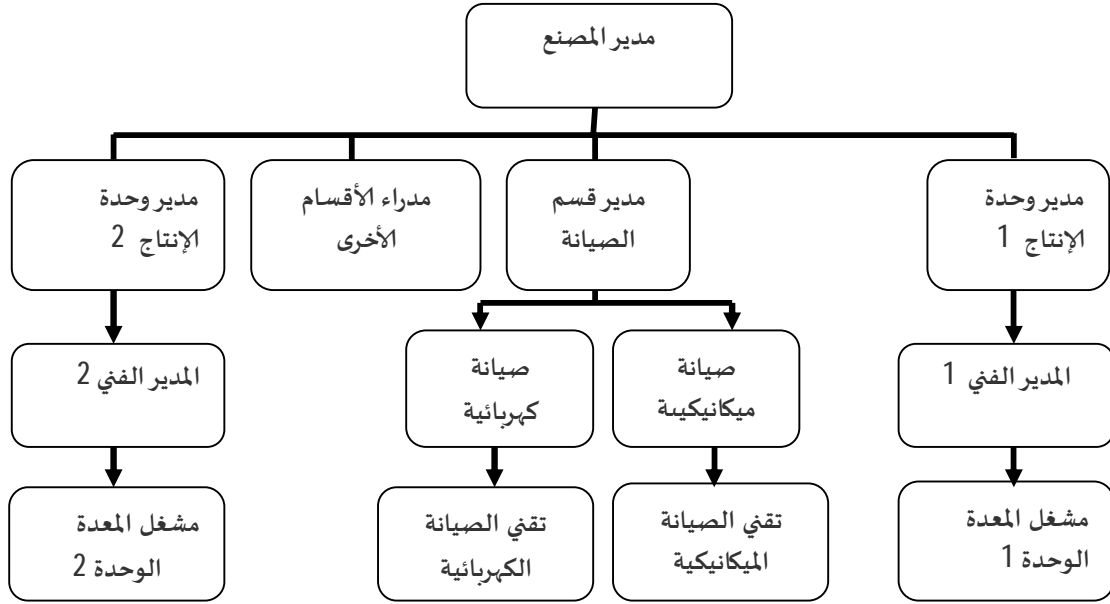 مدير المصنع
مدير وحدة
الإنتاج 1
مدير قسم
الصيانة
مدراء الأقسام
الأخرى
مدير وحدة
الإنتاج 2
المدير الفني 1
صيانة
ميكانيكيىة
صيانة
كهربائية
المدير الفني 2
مشغل المعدة
الوحدة 1
تقني الصيانة
الميكانيكية
تقني الصيانة
الكهربائية
مشغل المعدة
الوحدة 2